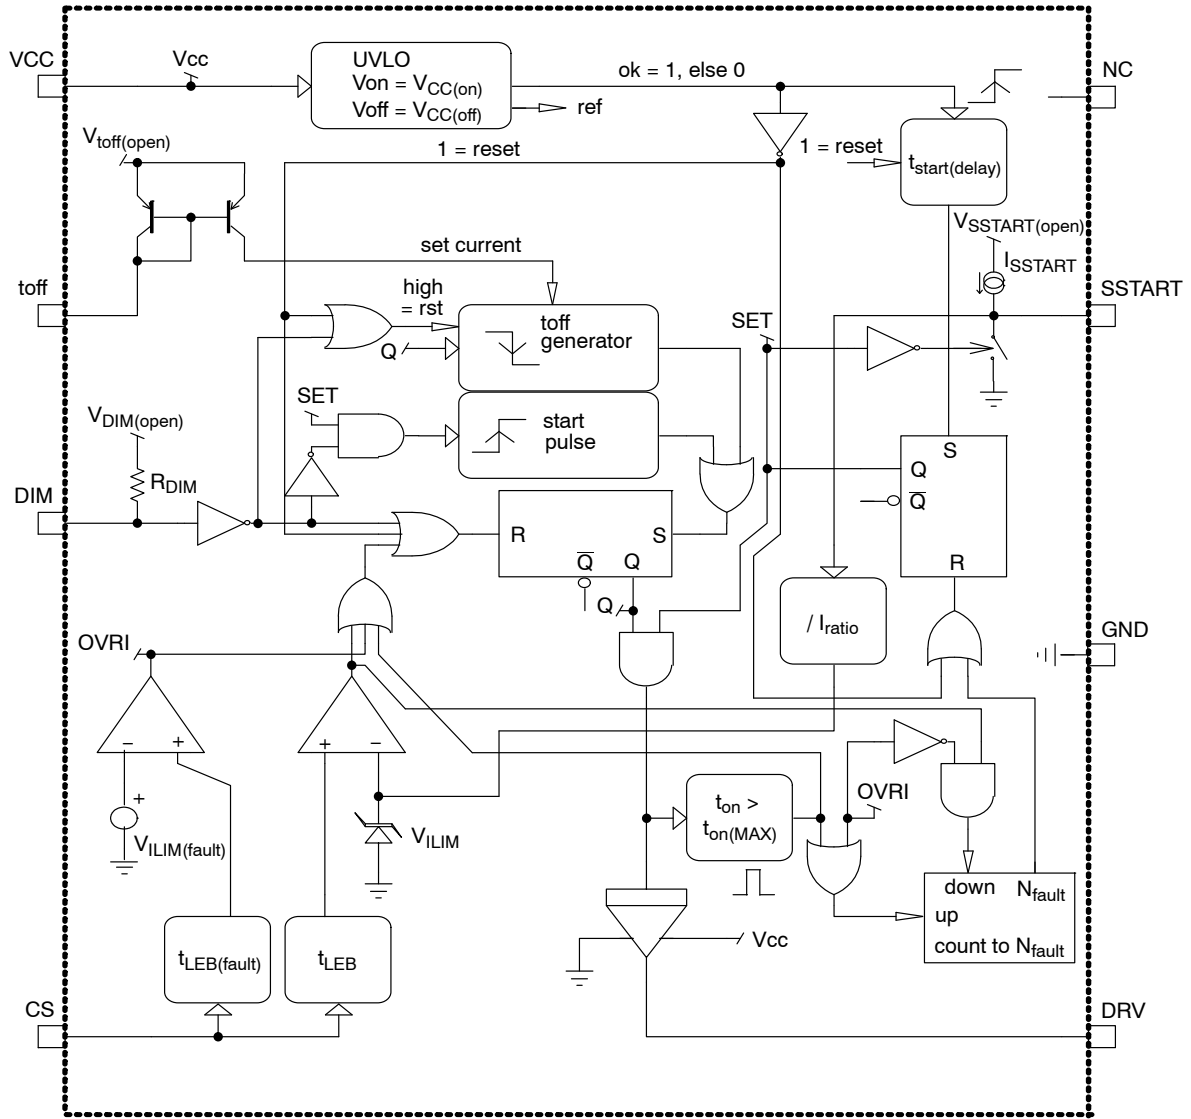 VCC
Vcc
UVLO
Von = VCC(on)
Voff = VCC(off)
ok = 1, else 0
ref
NC
Vtoff(open)
1 = reset
1 = reset
tstart(delay)
VSSTART(open)
ISSTART
set current
toff
high
= rst
toff
generator
Q
SET
SSTART
SET
start
pulse
VDIM(open)
RDIM
DIM
S
Q
Q
R
R
S
Q
Q
Q
/ Iratio
OVRI
GND
−
+
+
−
+
VILIM(fault)
VILIM
ton >
ton(MAX)
OVRI
down
Nfault
up
count to Nfault
Vcc
tLEB(fault)
tLEB
CS
DRV